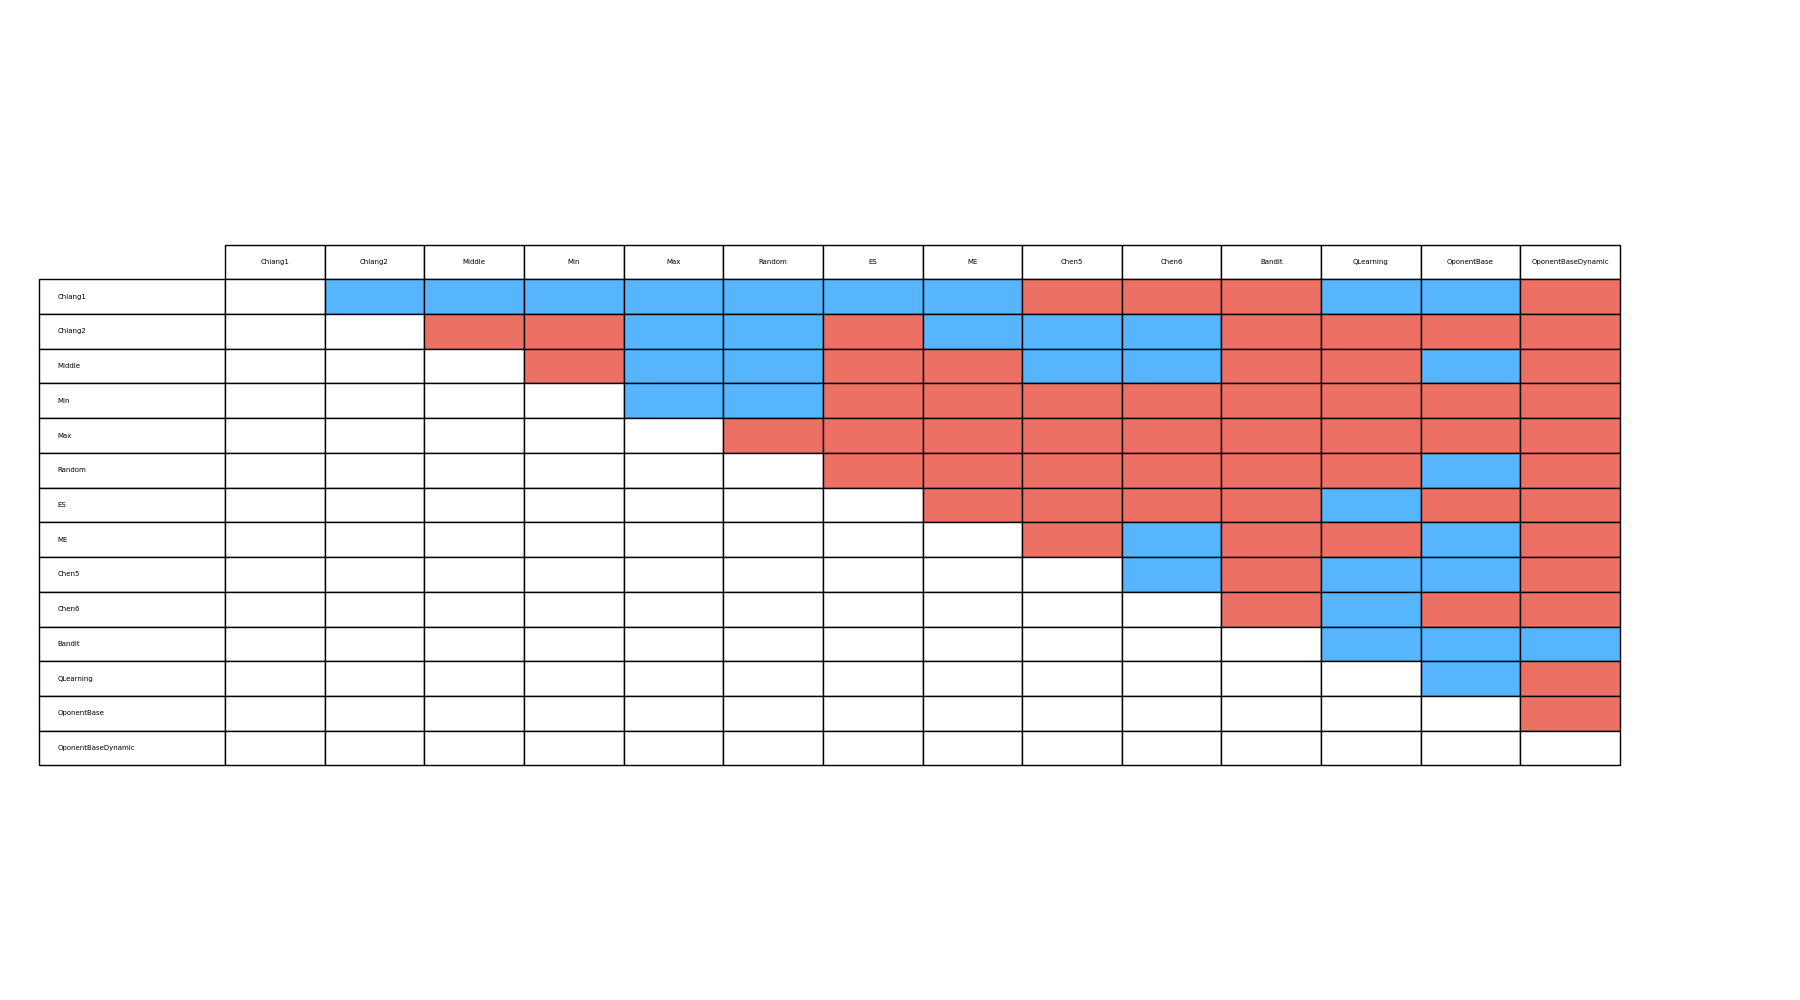 Chiang1 Chiang2 Middle Min Max Random ES ME Chen5 Chen6 Bandit QLearning OponentBase OponentBaseDynamic
Chiang1
Chiang2
Middle
Min
Max
Random
ES
ME
Chen5
Chen6
Bandit
QLearning
OponentBase
OponentBaseDynamic